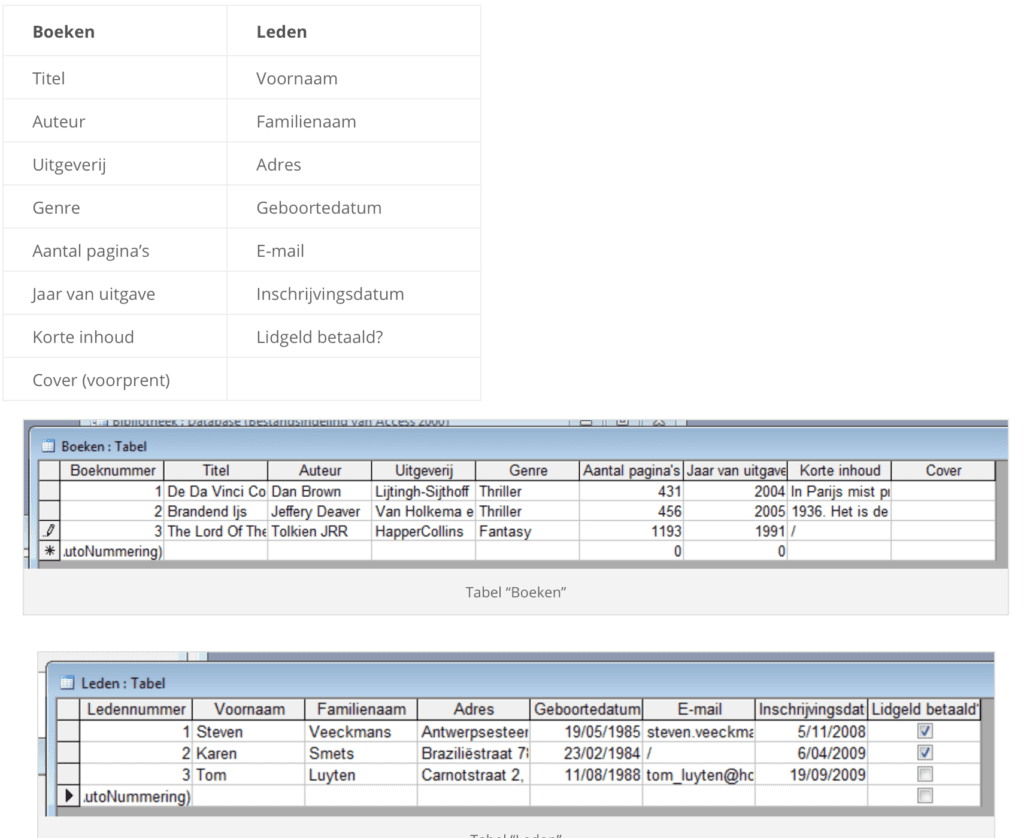 Boeken Leden
Titel Voornaam
Auteur Familienaam
Uitgeverij Adres
Genre Geboortedatum
Aantal pagina's E-mail
Jaar van uitgave Inschrijvingsdatum
Korte inhoud Lidgeld betaald?
Cover (voorprent)
Bibliotheek : Database (Bestandsindeling van Access 2000)
Boeken : Tabel
Boeknummer Titel Auteur Uitgeverij Genre Aantal pagina's Jaar van uitgave Korte inhoud Cover
1 De Da Vinci Co Dan Brown Lijtingh-Sijthoff Thriller 431 2004 In Parijs mist pr
2 Brandend Ijs Jeffery Deaver Van Holkema e Thriller 456 2005 1936. Het is de
3 The Lord Of The Tolkien JRR HapperCollins Fantasy 1193 1991 /
utoNummering) 0 0
Tabel “Boeken”
Leden : Tabel
Ledennummer Voornaam Familienaam Adres Geboortedatum E-mail Inschrijvingsdat Lidgeld betaald?
1 Steven Veeckmans Antwerpsesteer 19/05/1985 steven.veeckma 5/11/2008
2 Karen Smets Braziliëstraat 78 23/02/1984 / 6/04/2009
3 Tom Luyten Carnotstraat 2, 11/08/1988 tom_luyten@ho 19/09/2009
utoNummering)
Tabel “Leden”